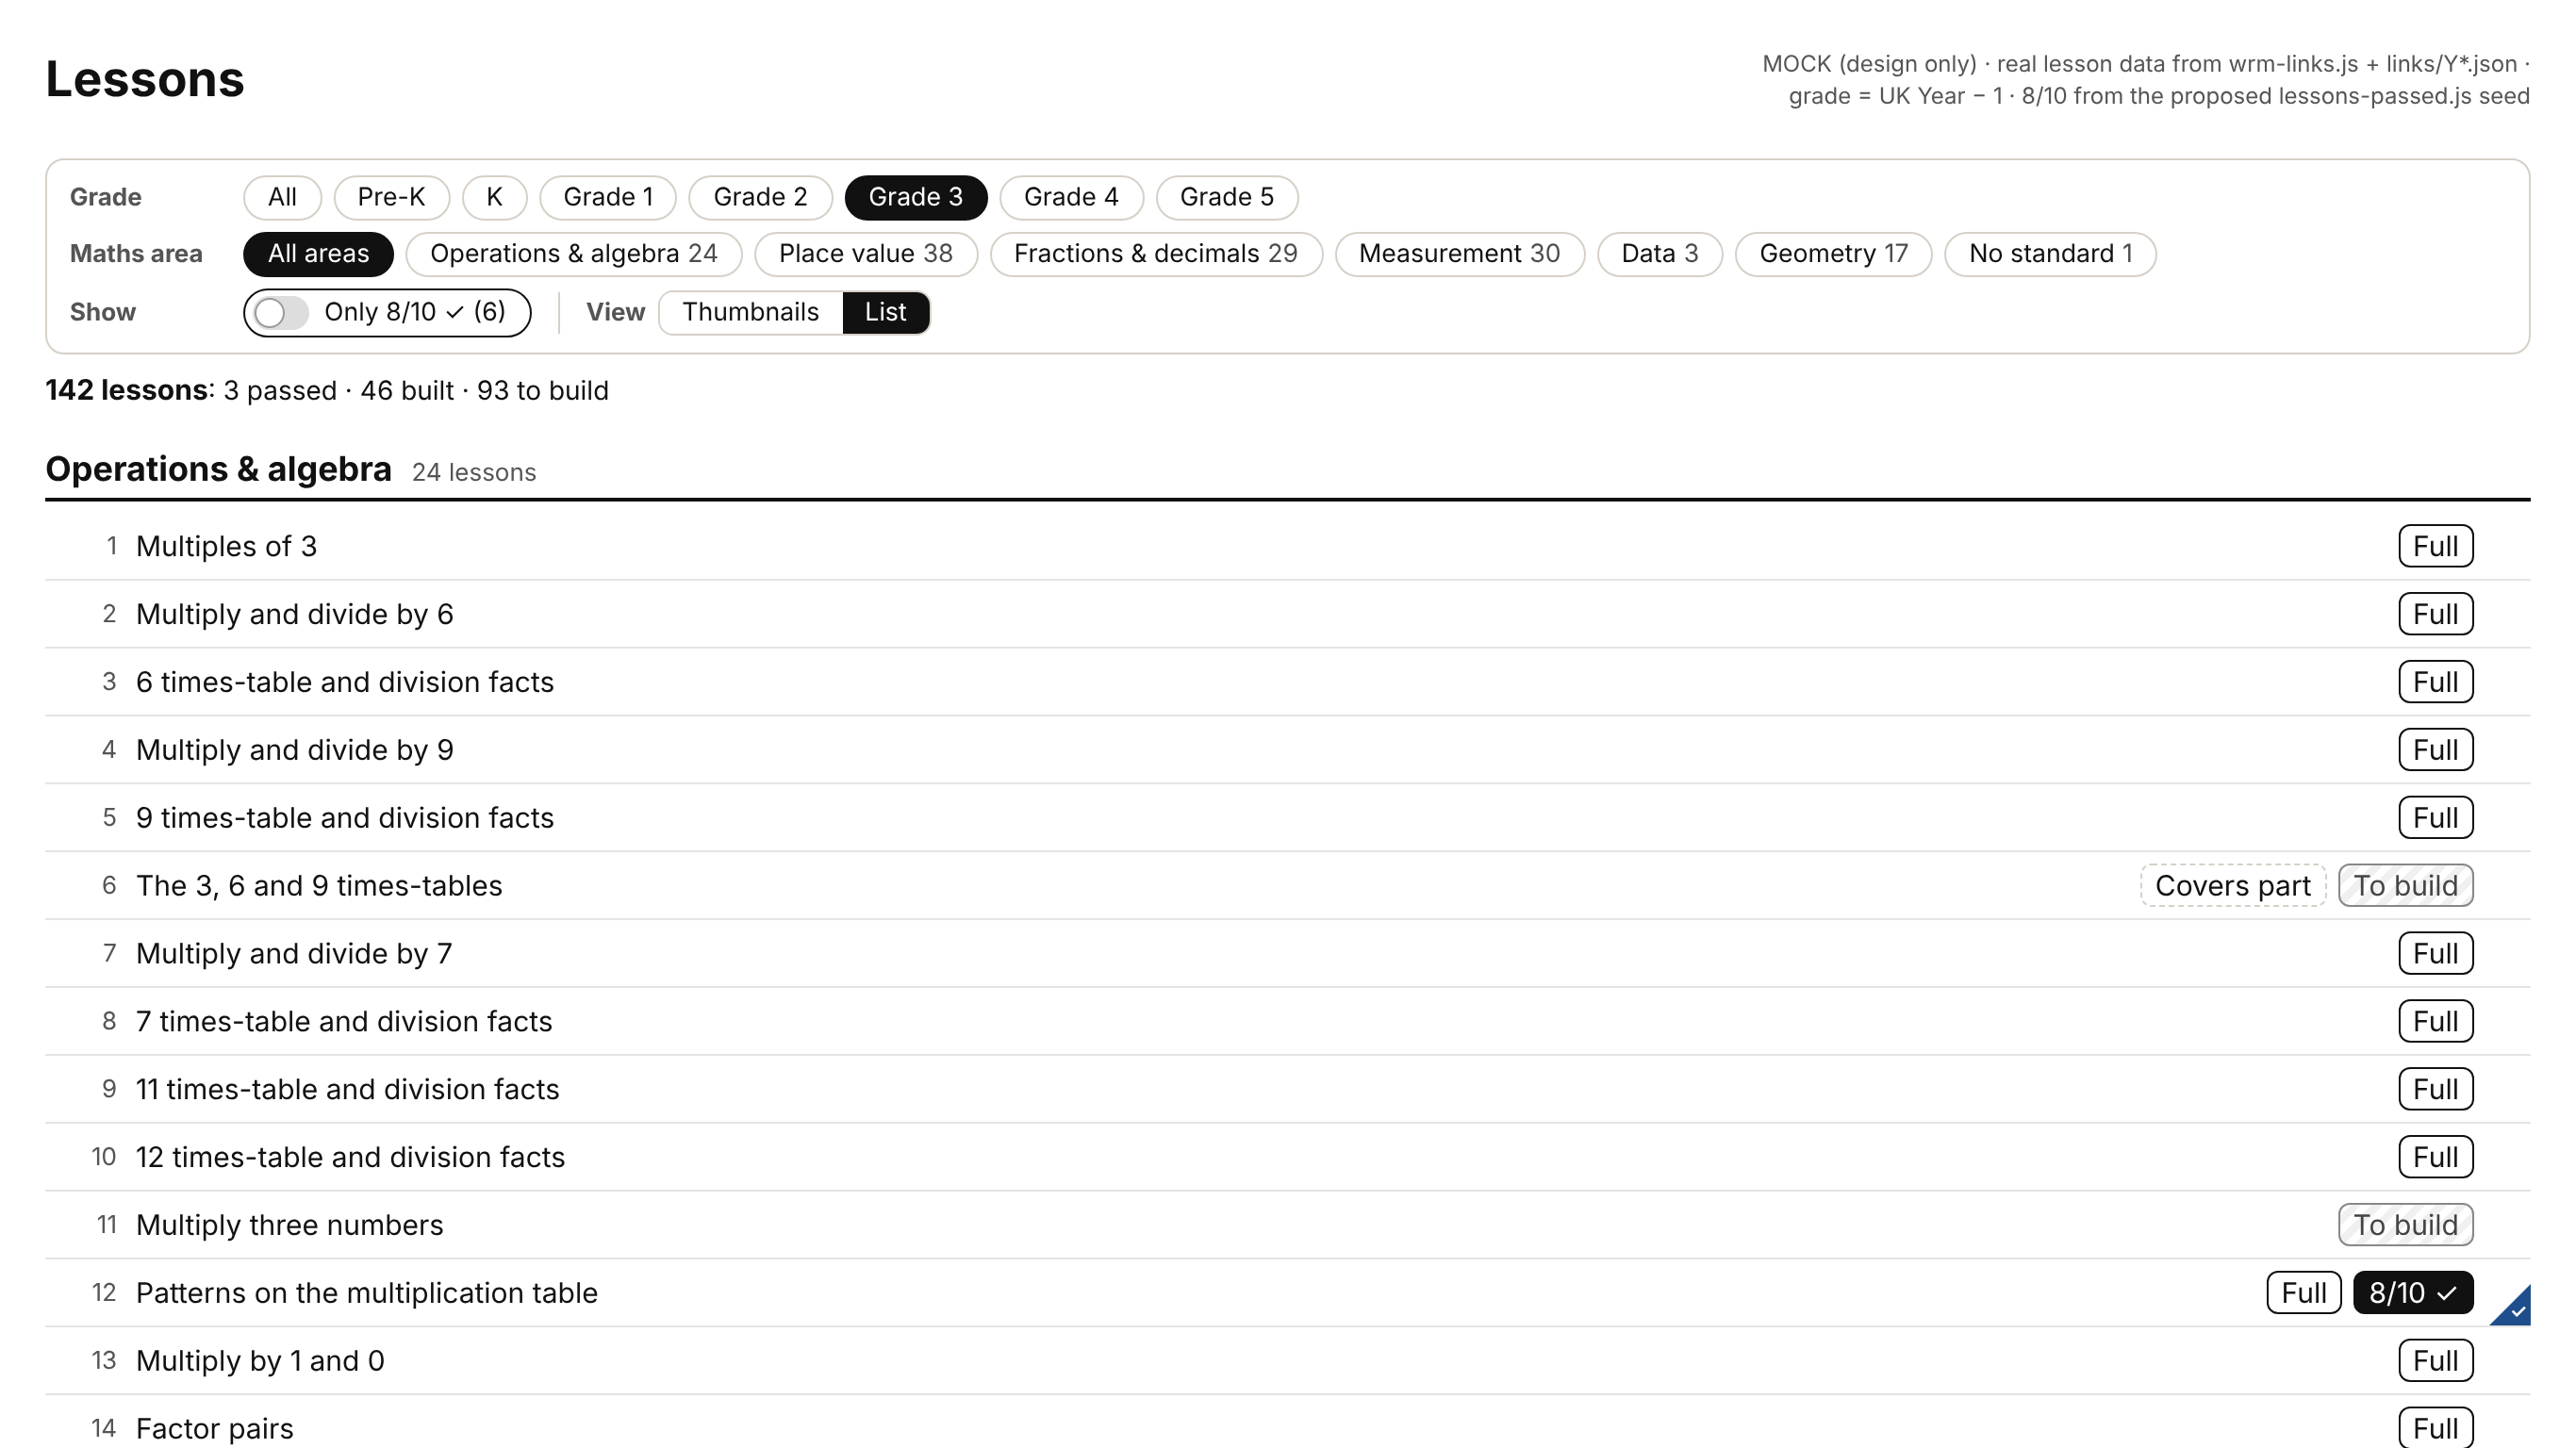 Lessons
MOCK (design only) · real lesson data from wrm-links.js + links/Y*.json ·
grade = UK Year − 1 · 8/10 from the proposed lessons-passed.js seed
Grade All Pre-K K Grade 1 Grade 2 Grade 3 Grade 4 Grade 5
Maths area All areas Operations & algebra 24 Place value 38 Fractions & decimals 29 Measurement 30 Data 3 Geometry 17 No standard 1
Show Only 8/10 ✓ (6) View Thumbnails List
142 lessons: 3 passed · 46 built · 93 to build
Operations & algebra 24 lessons
1 Multiples of 3 Full
2 Multiply and divide by 6 Full
3 6 times-table and division facts Full
4 Multiply and divide by 9 Full
5 9 times-table and division facts Full
6 The 3, 6 and 9 times-tables Covers part To build
7 Multiply and divide by 7 Full
8 7 times-table and division facts Full
9 11 times-table and division facts Full
10 12 times-table and division facts Full
11 Multiply three numbers To build
12 Patterns on the multiplication table Full 8/10 ✓ ✓
13 Multiply by 1 and 0 Full
14 Factor pairs Full